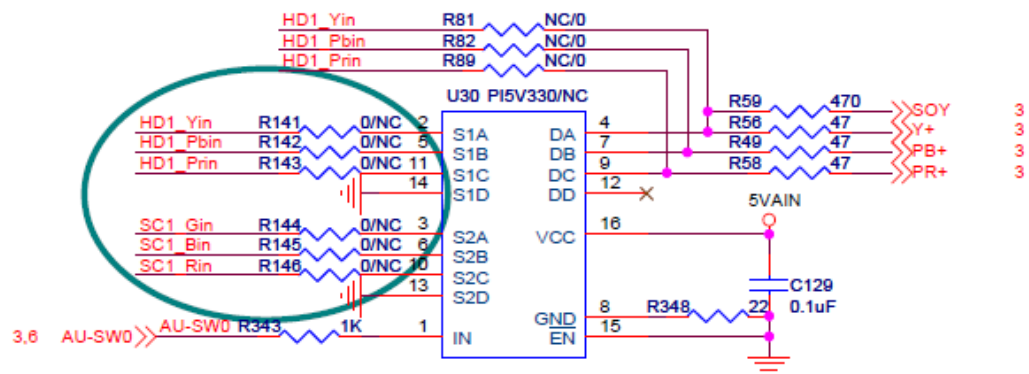 HD1_Yin R81 NC/0
HD1_Pbin R82 NC/0
HD1_Prin R89 NC/0
U30 PI5V330/NC
R59 470 SOY 3
HD1_Yin R141 0/NC 2 S1A DA 4 R56 47 Y+ 3
HD1_Pbin R142 0/NC 5 S1B DB 7 R49 47 PB+ 3
HD1_Prin R143 0/NC 11 S1C DC 9 R58 47 PR+ 3
14 S1D DD 12
5VAIN
SC1_Gin R144 0/NC 3 S2A VCC 16
SC1_Bin R145 0/NC 6 S2B
SC1_Rin R146 0/NC 10 S2C
13 S2D
C129
0.1uF
GND 8 R348 22
3,6 AU-SW0 AU-SW0 R343 1K 1 IN EN 15